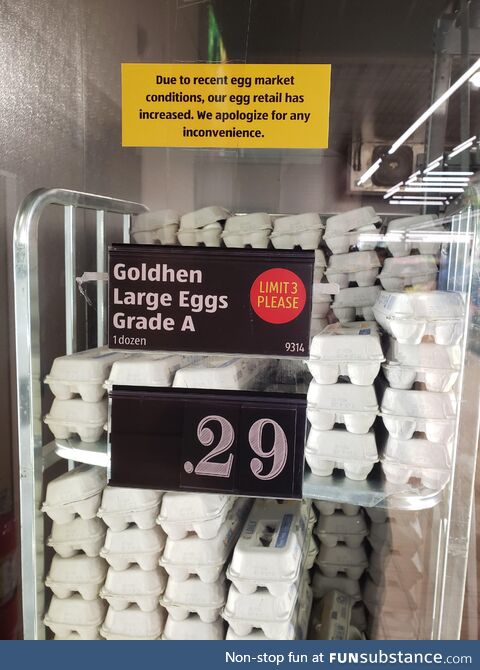 Due to recent egg market
conditions, our egg retail has
increased. We apologize for any
inconvenience.
Goldhen
Large Eggs
Grade A
1 dozen
LIMIT 3
PLEASE
9314
.29
Non-stop fun at FUNsubstance.com